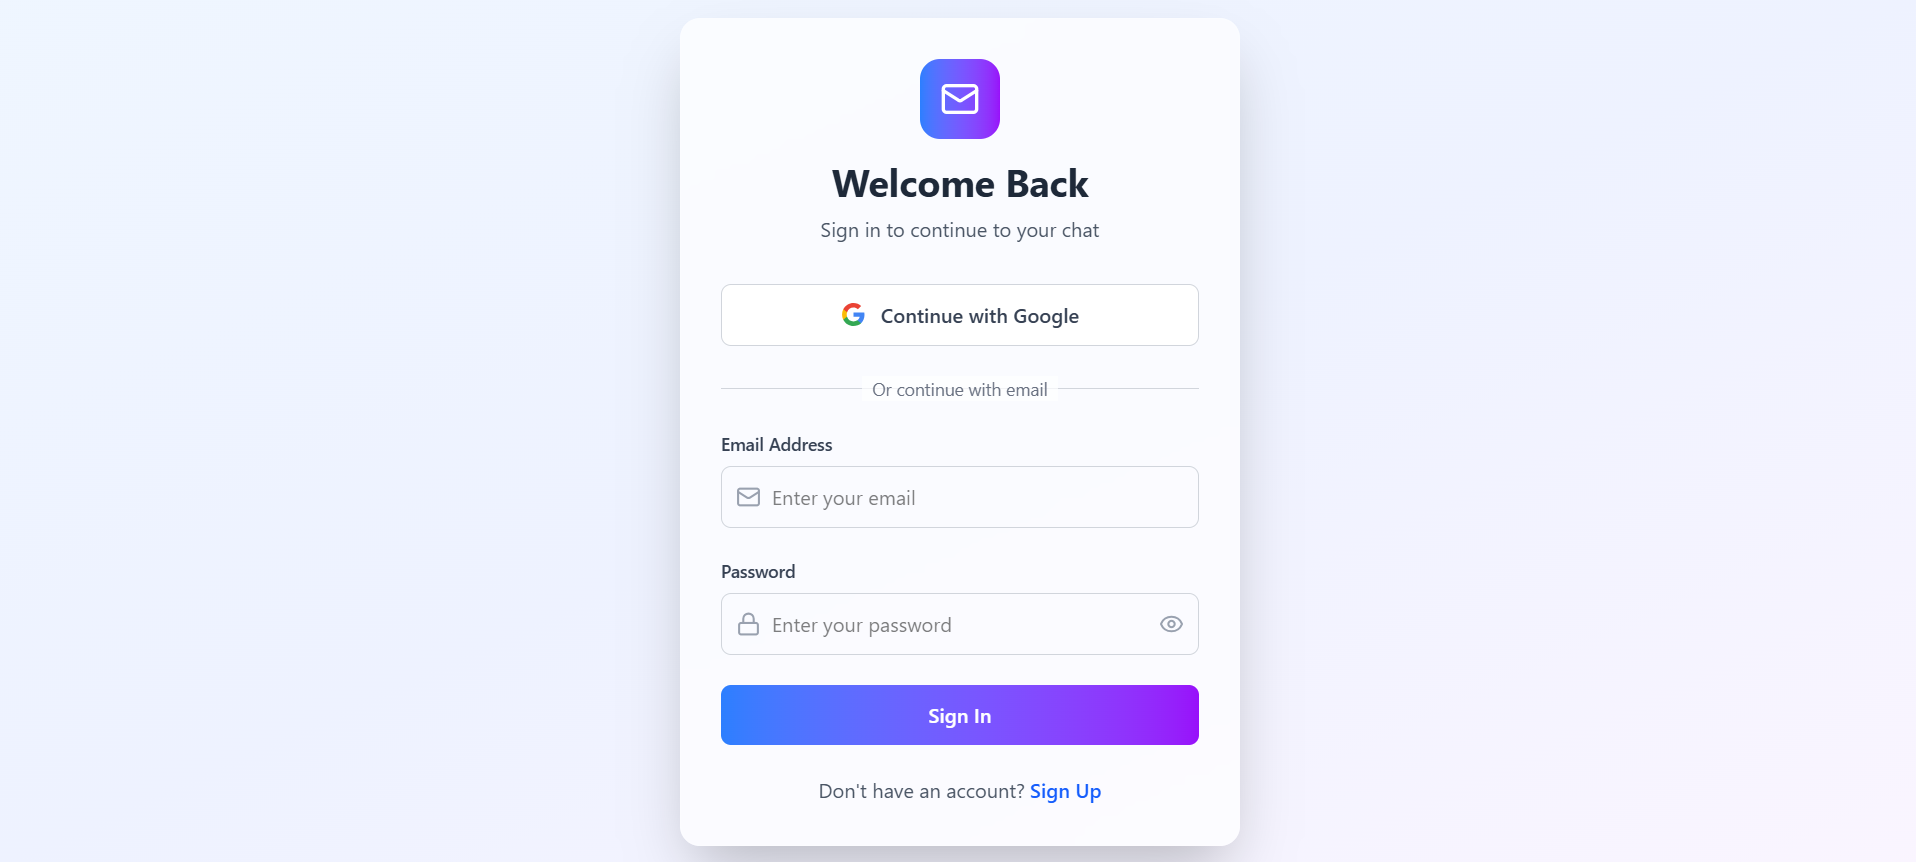 Welcome Back
Sign in to continue to your chat
Continue with Google
Or continue with email
Email Address
Enter your email
Password
Enter your password
Sign In
Don't have an account? Sign Up